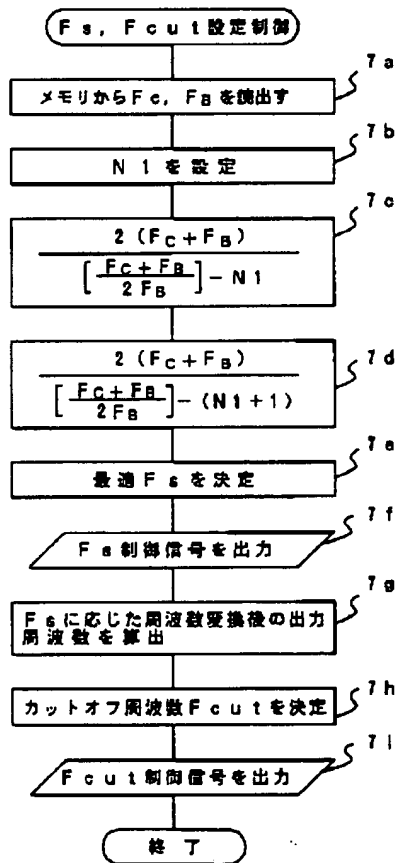 Fs, Fcut設定制御
7a
メモリからFc, FBを読出す
7b
N1を設定
7c
2 (FC+FB)
[FC+FB
2FB] - N1
7d
2 (FC+FB)
[FC+FB
2FB] - (N1+1)
7e
最適Fsを決定
7f
Fs制御信号を出力
7g
Fsに応じた周波数変換後の出力
周波数を算出
7h
カットオフ周波数Fcutを決定
7i
Fcut制御信号を出力
終了